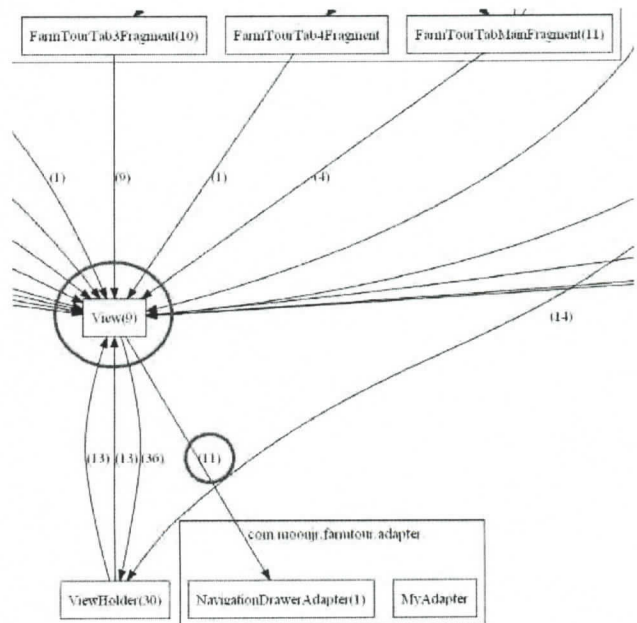 FarmTourTab3Fragment(10) FarmTourTab4Fragment FarmTourTabMainFragment(11)
(1) (9) (1) (4)
View(9)
(14)
(13) (13) (36) (11)
com.moonjr.farmtour.adapter
ViewHolder(30) NavigationDrawerAdapter(1) MyAdapter